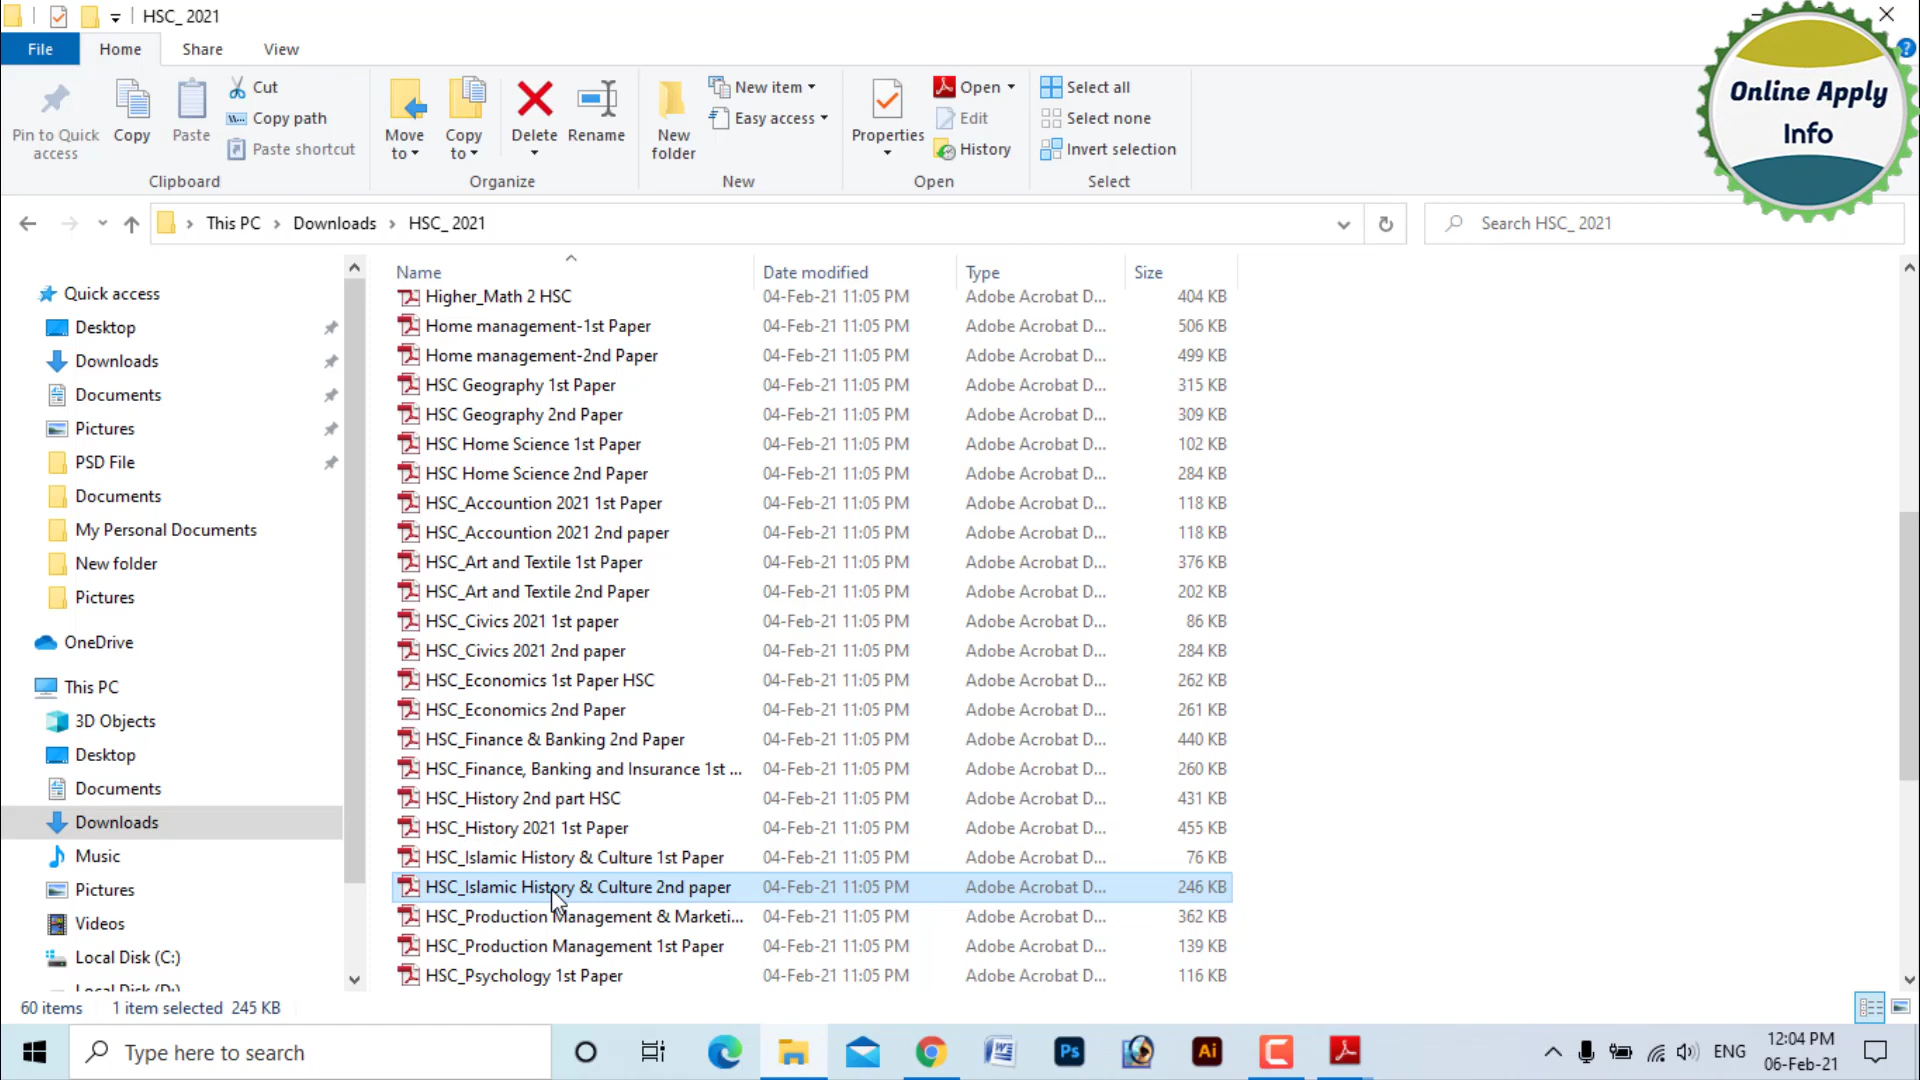 HSC_ 2021
File Home Share View
Pin to Quick access
Copy
Paste
Cut
Copy path
Paste shortcut
Clipboard
Move to
Copy to
Delete
Rename
Organize
New folder
New item
Easy access
New
Properties
Open
Edit
History
Open
Select all
Select none
Invert selection
Select
Online Apply
Info
This PC > Downloads > HSC_ 2021
Search HSC_ 2021
Quick access
Desktop
Downloads
Documents
Pictures
PSD File
Documents
My Personal Documents
New folder
Pictures
OneDrive
This PC
3D Objects
Desktop
Documents
Downloads
Music
Pictures
Videos
Local Disk (C:)
Local Disk (D:)
Name Date modified Type Size
Higher_Math 2 HSC 04-Feb-21 11:05 PM Adobe Acrobat D... 404 KB
Home management-1st Paper 04-Feb-21 11:05 PM Adobe Acrobat D... 506 KB
Home management-2nd Paper 04-Feb-21 11:05 PM Adobe Acrobat D... 499 KB
HSC Geography 1st Paper 04-Feb-21 11:05 PM Adobe Acrobat D... 315 KB
HSC Geography 2nd Paper 04-Feb-21 11:05 PM Adobe Acrobat D... 309 KB
HSC Home Science 1st Paper 04-Feb-21 11:05 PM Adobe Acrobat D... 102 KB
HSC Home Science 2nd Paper 04-Feb-21 11:05 PM Adobe Acrobat D... 284 KB
HSC_Accountion 2021 1st Paper 04-Feb-21 11:05 PM Adobe Acrobat D... 118 KB
HSC_Accountion 2021 2nd paper 04-Feb-21 11:05 PM Adobe Acrobat D... 118 KB
HSC_Art and Textile 1st Paper 04-Feb-21 11:05 PM Adobe Acrobat D... 376 KB
HSC_Art and Textile 2nd Paper 04-Feb-21 11:05 PM Adobe Acrobat D... 202 KB
HSC_Civics 2021 1st paper 04-Feb-21 11:05 PM Adobe Acrobat D... 86 KB
HSC_Civics 2021 2nd paper 04-Feb-21 11:05 PM Adobe Acrobat D... 284 KB
HSC_Economics 1st Paper HSC 04-Feb-21 11:05 PM Adobe Acrobat D... 262 KB
HSC_Economics 2nd Paper 04-Feb-21 11:05 PM Adobe Acrobat D... 261 KB
HSC_Finance & Banking 2nd Paper 04-Feb-21 11:05 PM Adobe Acrobat D... 440 KB
HSC_Finance, Banking and Insurance 1st ... 04-Feb-21 11:05 PM Adobe Acrobat D... 260 KB
HSC_History 2nd part HSC 04-Feb-21 11:05 PM Adobe Acrobat D... 431 KB
HSC_History 2021 1st Paper 04-Feb-21 11:05 PM Adobe Acrobat D... 455 KB
HSC_Islamic History & Culture 1st Paper 04-Feb-21 11:05 PM Adobe Acrobat D... 76 KB
HSC_Islamic History & Culture 2nd paper 04-Feb-21 11:05 PM Adobe Acrobat D... 246 KB
HSC_Production Management & Marketi... 04-Feb-21 11:05 PM Adobe Acrobat D... 362 KB
HSC_Production Management 1st Paper 04-Feb-21 11:05 PM Adobe Acrobat D... 139 KB
HSC_Psychology 1st Paper 04-Feb-21 11:05 PM Adobe Acrobat D... 116 KB
60 items 1 item selected 245 KB
Type here to search
Ps
Ai
ENG
12:04 PM
06-Feb-21